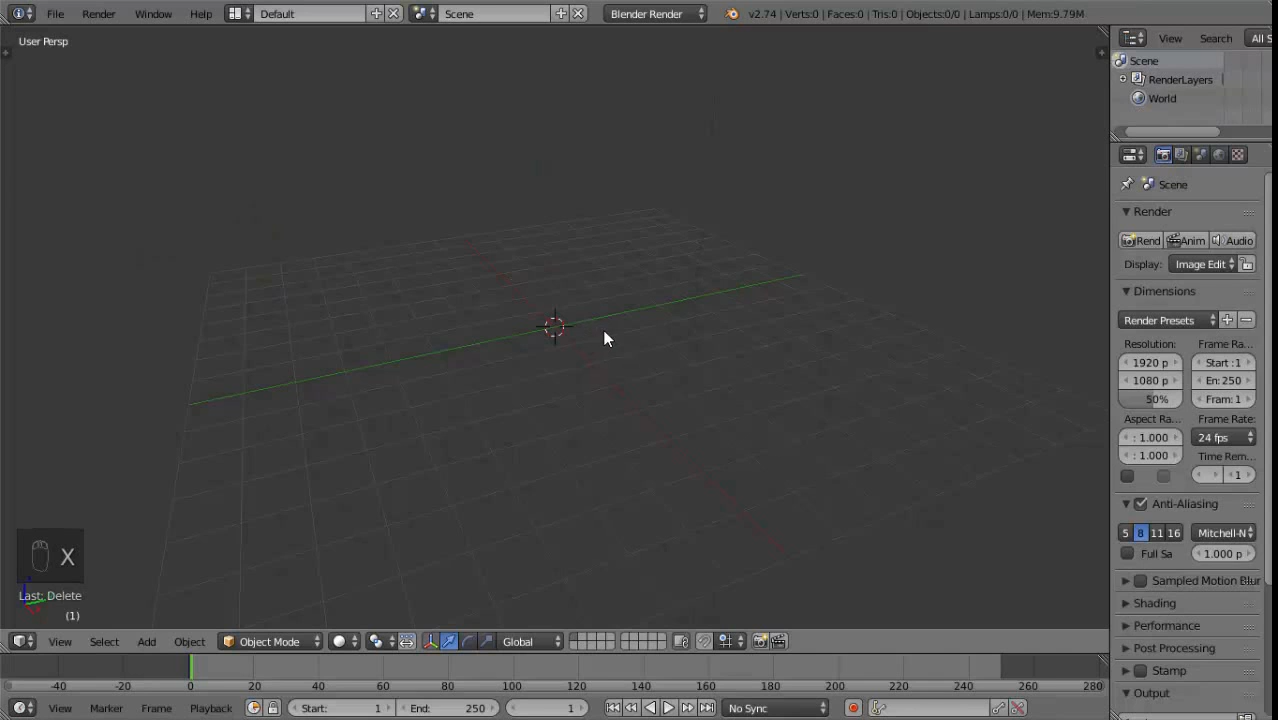 File Render Window Help Default Scene Blender Render v2.74 | Verts:0 | Faces:0 | Tris:0 | Objects:0/0 | Lamps:0/0 | Mem:9.79M
User Persp
View Search All S
Scene
RenderLayers
World
Scene
Render
Rend Anim Audio
Display: Image Edit
Dimensions
Render Presets
Resolution: Frame Ra...
1920 p Start :1
1080 p En: 250
50% Fram: 1
Aspect Ra... Frame Rate:
: 1.000 24 fps
: 1.000 Time Rem...
1
Anti-Aliasing
5 8 11 16 Mitchell-N
Full Sa 1.000 p
Sampled Motion Blur
Shading
Performance
Post Processing
Stamp
Output
X
Last: Delete
(1)
View Select Add Object Object Mode Global
-40 -20 0 20 40 60 80 100 120 140 160 180 200 220 240 260 280
View Marker Frame Playback Start: 1 End: 250 1 No Sync